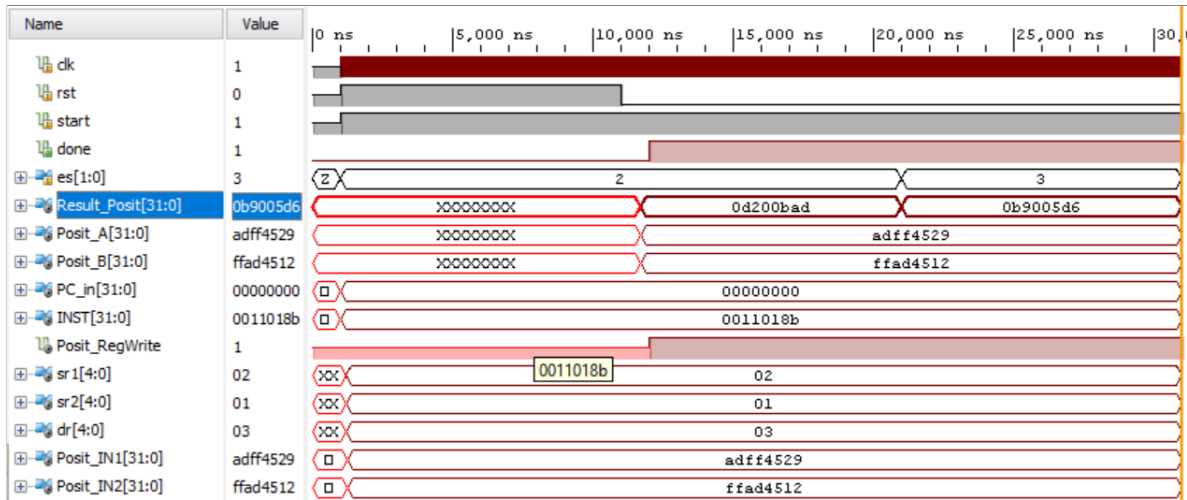 Name Value |0 ns |5,000 ns |10,000 ns |15,000 ns |20,000 ns |25,000 ns |30,
clk 1
rst 0
start 1
done 1
es[1:0] 3 Z 2 3
Result_Posit[31:0] 0b9005d6 XXXXXXXX 0d200bad 0b9005d6
Posit_A[31:0] adff4529 XXXXXXXX adff4529
Posit_B[31:0] ffad4512 XXXXXXXX ffad4512
PC_in[31:0] 00000000 00000000
INST[31:0] 0011018b 0011018b
Posit_RegWrite 1
0011018b
sr1[4:0] 02 XX 02
sr2[4:0] 01 XX 01
dr[4:0] 03 XX 03
Posit_IN1[31:0] adff4529 adff4529
Posit_IN2[31:0] ffad4512 ffad4512